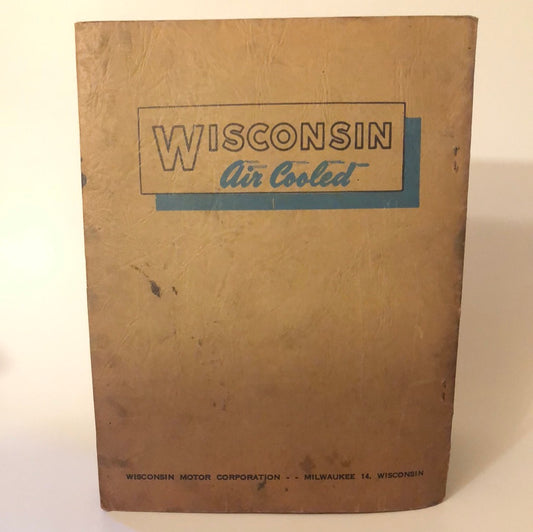 WISCONSIN
Air Cooled
WISCONSIN MOTOR CORPORATION - - MILWAUKEE 14, WISCONSIN